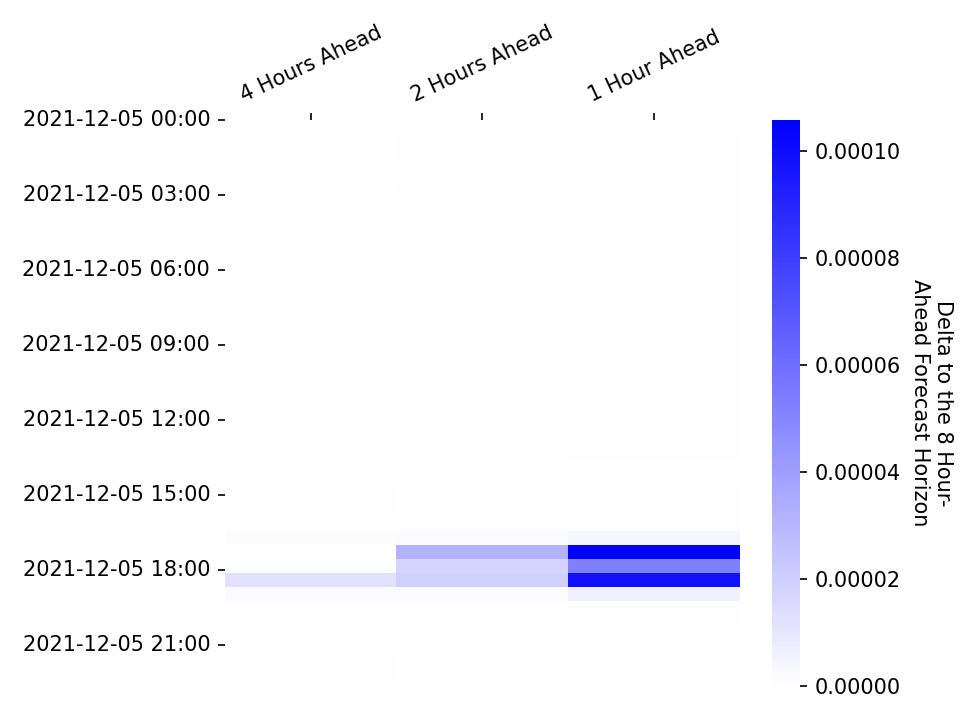 4 Hours Ahead
2 Hours Ahead
1 Hour Ahead
2021-12-05 00:00
2021-12-05 03:00
2021-12-05 06:00
2021-12-05 09:00
2021-12-05 12:00
2021-12-05 15:00
2021-12-05 18:00
2021-12-05 21:00
0.00010
0.00008
0.00006
0.00004
0.00002
0.00000
Delta to the 8 Hour-
Ahead Forecast Horizon